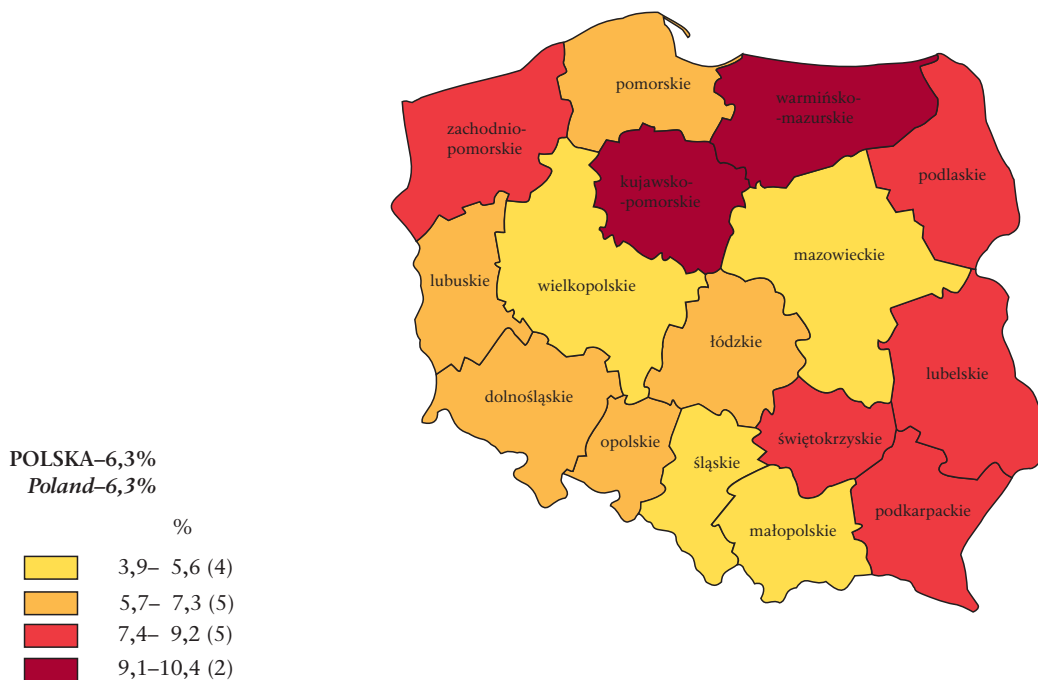 pomorskie
warmińsko-
-mazurskie
zachodnio-
pomorskie
podlaskie
kujawsko-
-pomorskie
mazowieckie
lubuskie
wielkopolskie
łódzkie
lubelskie
dolnośląskie
opolskie
świętokrzyskie
śląskie
podkarpackie
małopolskie
POLSKA–6,3%
Poland–6,3%
%
3,9– 5,6 (4)
5,7– 7,3 (5)
7,4– 9,2 (5)
9,1–10,4 (2)